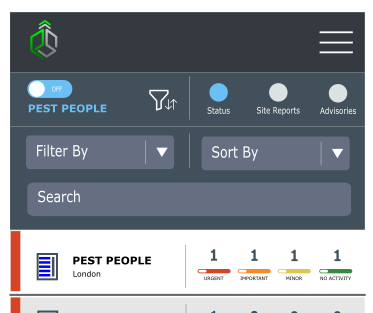 OFF
PEST PEOPLE
Status
Site Reports
Advisories
Filter By
Sort By
Search
PEST PEOPLE
London
1 1 1 1
URGENT IMPORTANT MINOR NO ACTIVITY